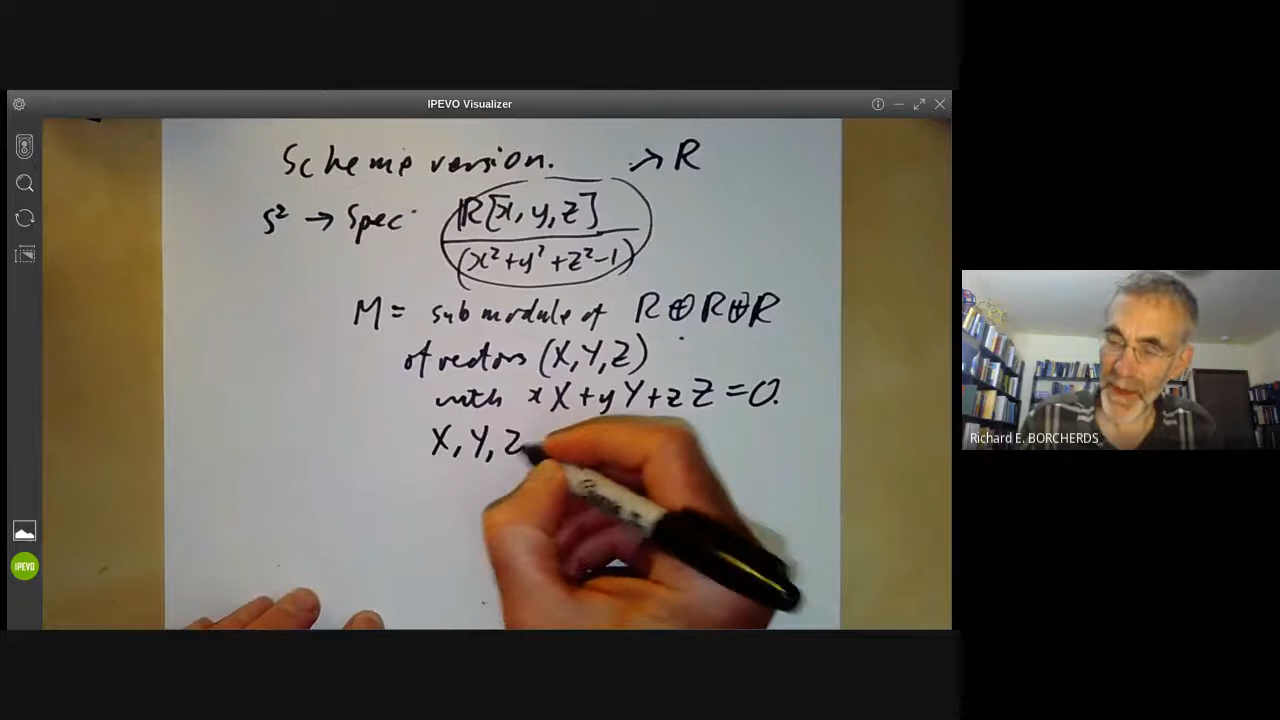 IPEVO Visualizer
Scheme version. → R
S² → Spec ℝ[x,y,z]
(x²+y²+z²-1)
M = submodule of R⊕R⊕R
of vectors (X,Y,Z)
with xX+yY+zZ=0.
X,Y,Z
Richard E. BORCHERDS
IPEVO